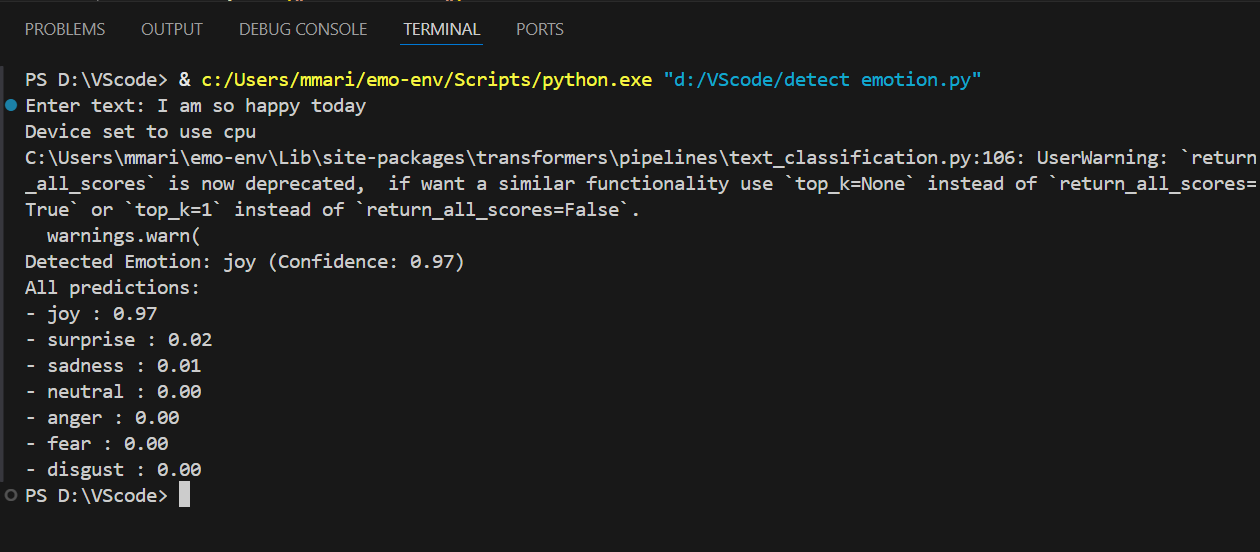 PROBLEMS OUTPUT DEBUG CONSOLE TERMINAL PORTS
PS D:\VScode> & c:/Users/mmari/emo-env/Scripts/python.exe "d:/VScode/detect emotion.py"
Enter text: I am so happy today
Device set to use cpu
C:\Users\mmari\emo-env\Lib\site-packages\transformers\pipelines\text_classification.py:106: UserWarning: `return
_all_scores` is now deprecated,  if want a similar functionality use `top_k=None` instead of `return_all_scores=
True` or `top_k=1` instead of `return_all_scores=False`.
  warnings.warn(
Detected Emotion: joy (Confidence: 0.97)
All predictions:
- joy : 0.97
- surprise : 0.02
- sadness : 0.01
- neutral : 0.00
- anger : 0.00
- fear : 0.00
- disgust : 0.00
PS D:\VScode>